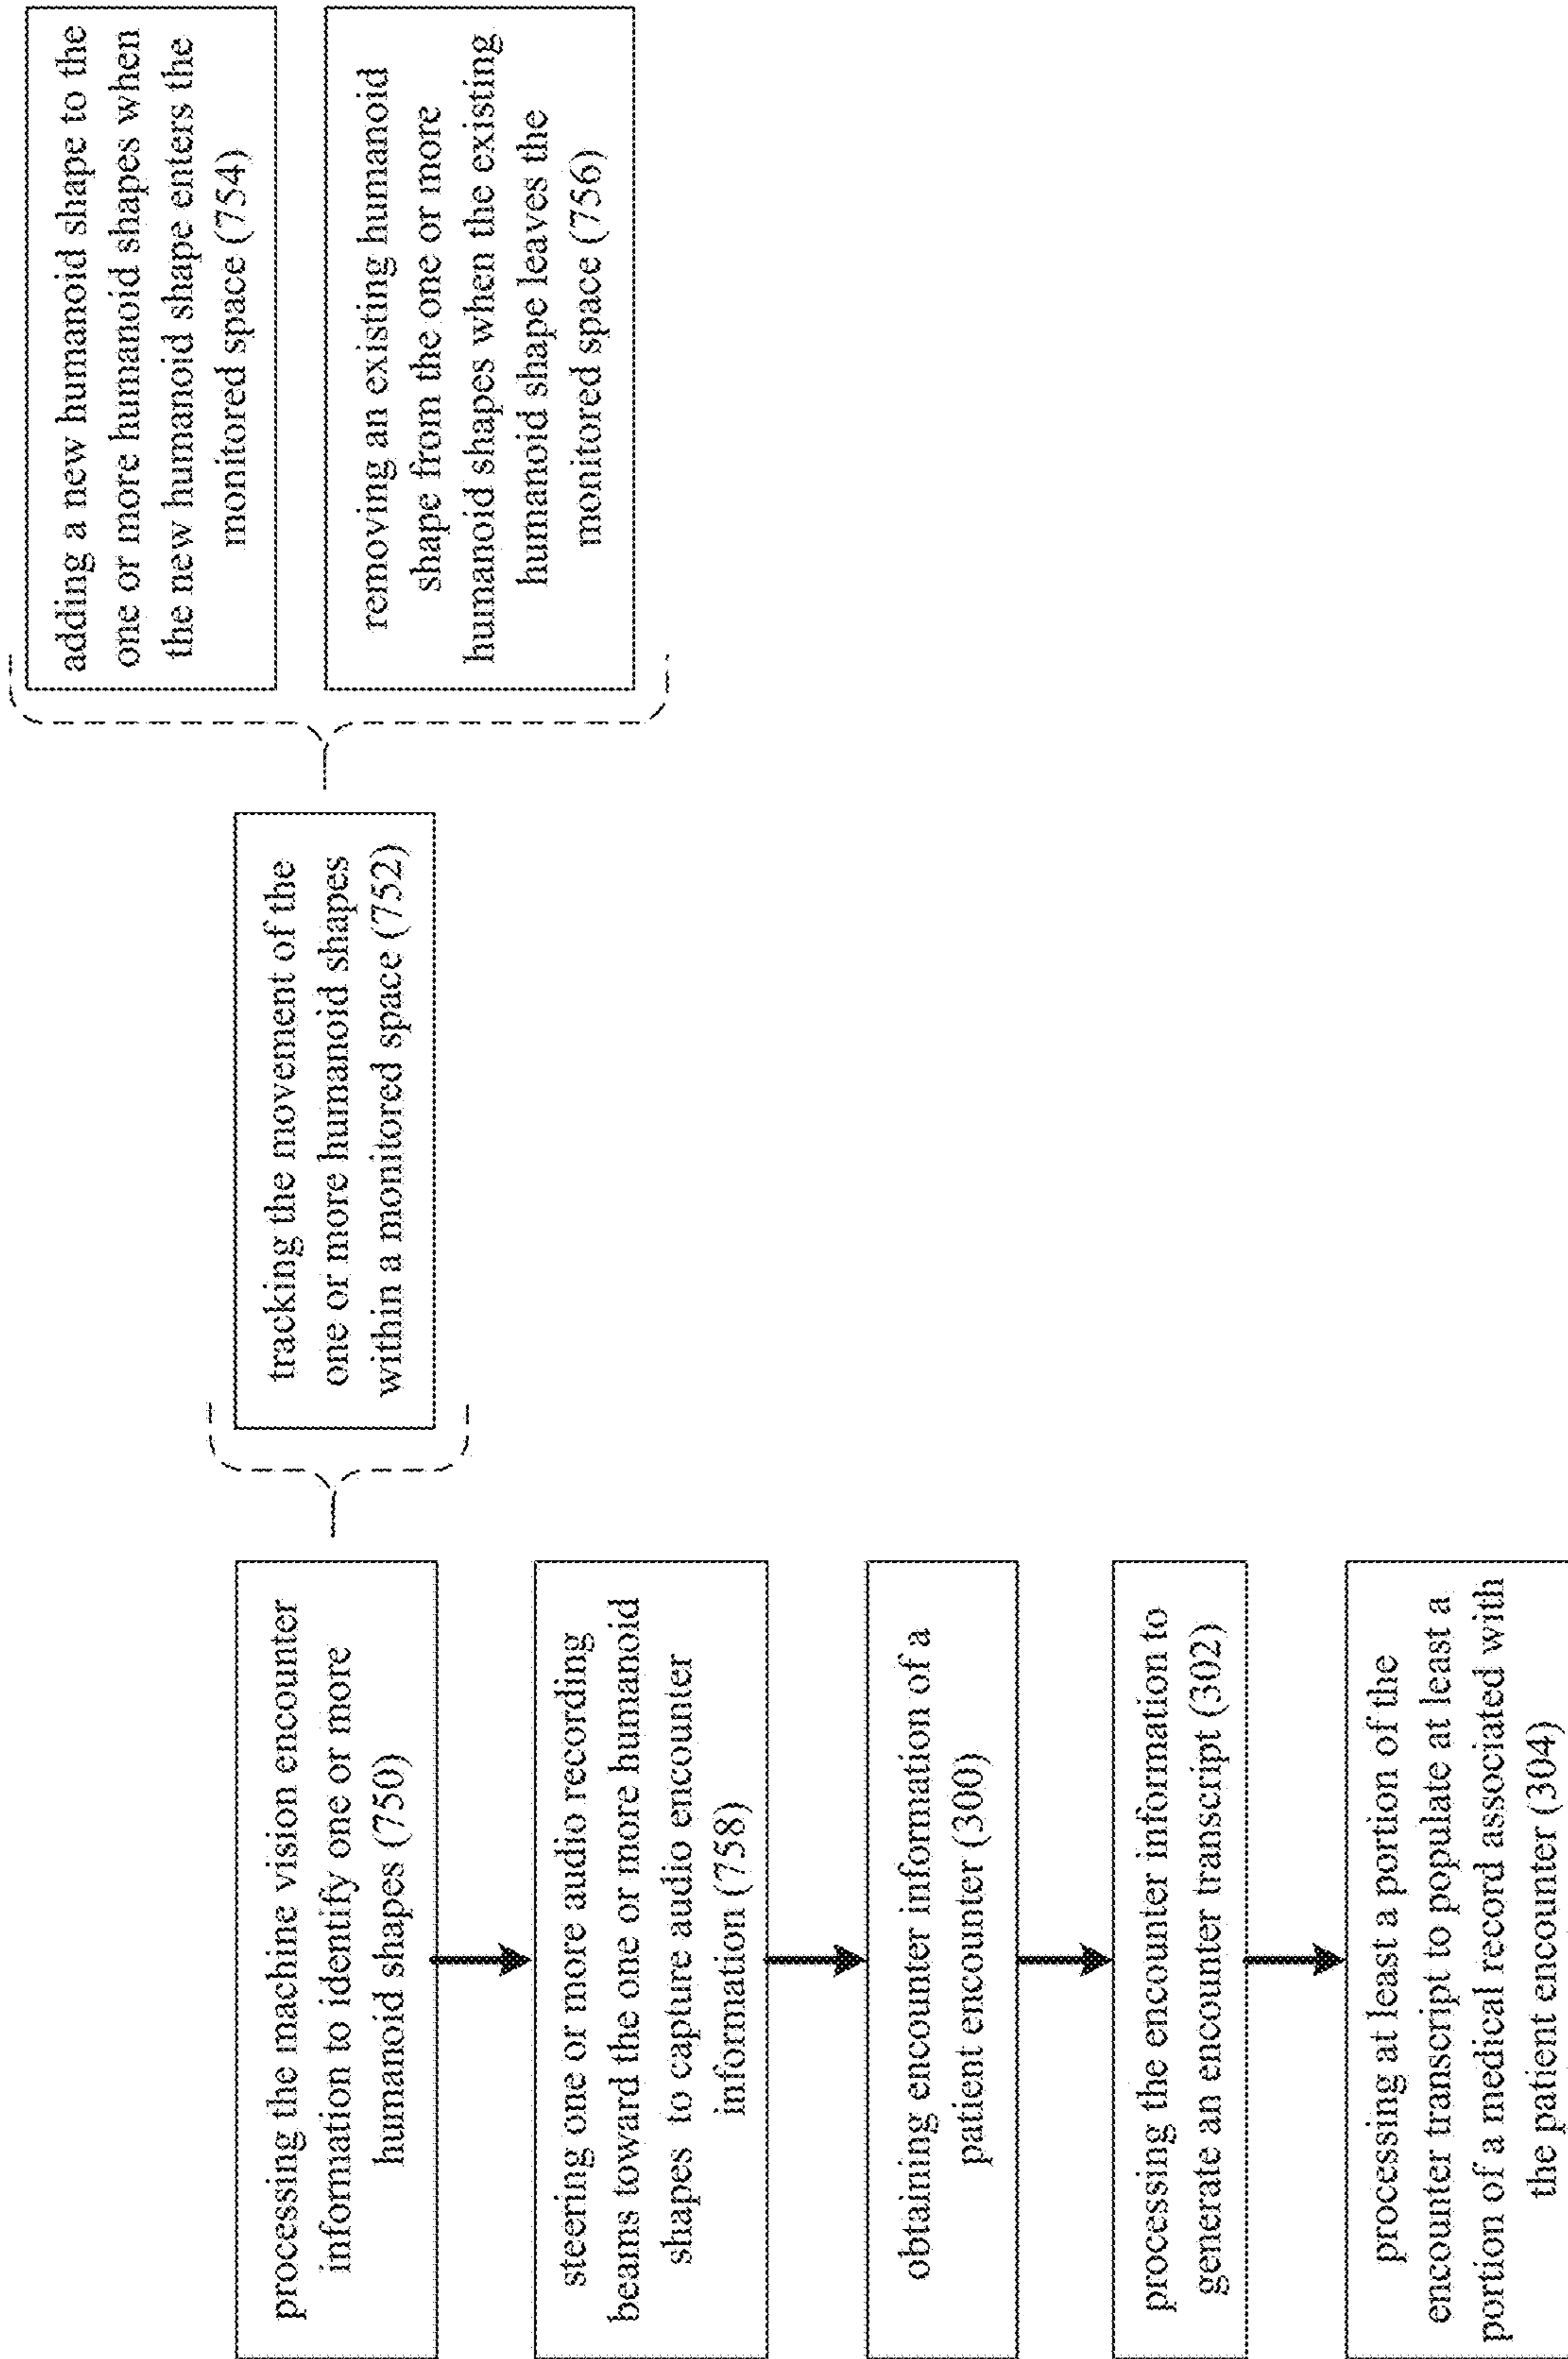 processing the machine vision encounter
information to identify one or more
humanoid shapes (750)
tracking the movement of the
one or more humanoid shapes
within a monitored space (752)
adding a new humanoid shape to the
one or more humanoid shapes when
the new humanoid shape enters the
monitored space (754)
removing an existing humanoid
shape from the one or more
humanoid shapes when the existing
humanoid shape leaves the
monitored space (756)
steering one or more audio recording
beams toward the one or more humanoid
shapes to capture audio encounter
information (758)
obtaining encounter information of a
patient encounter (300)
processing the encounter information to
generate an encounter transcript (302)
processing at least a portion of the
encounter transcript to populate at least a
portion of a medical record associated with
the patient encounter (304)